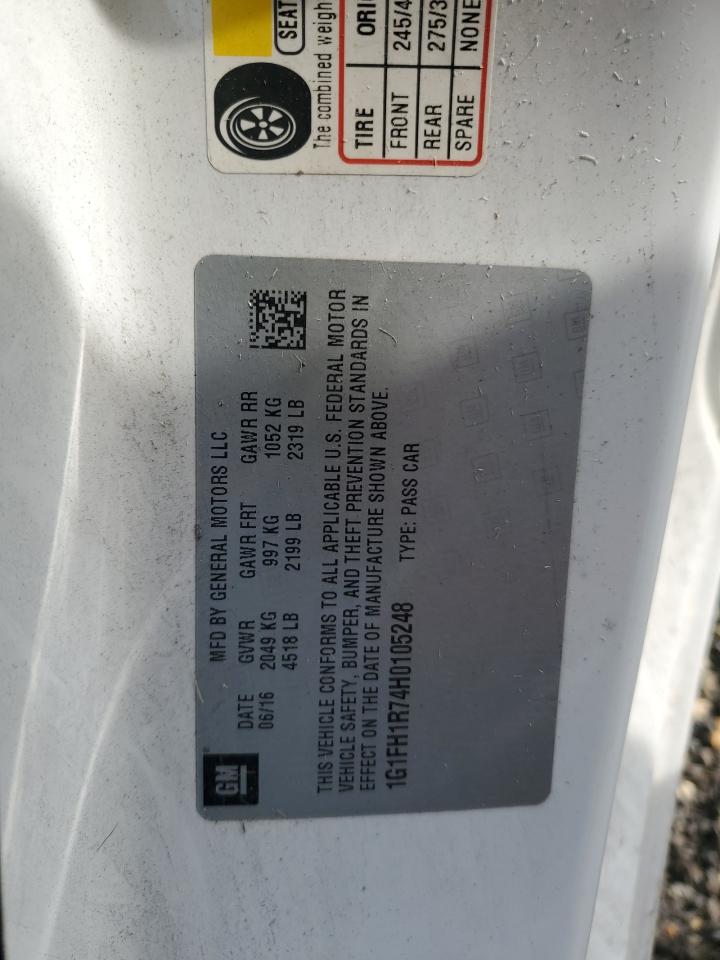 SEAT
The combined weigh
TIRE ORI
FRONT 245/4
REAR 275/3
SPARE NONE
GM
MFD BY GENERAL MOTORS LLC
DATE GVWR GAWR FRT GAWR RR
06/16 2049 KG 997 KG 1052 KG
4518 LB 2199 LB 2319 LB
THIS VEHICLE CONFORMS TO ALL APPLICABLE U.S. FEDERAL MOTOR
VEHICLE SAFETY, BUMPER, AND THEFT PREVENTION STANDARDS IN
EFFECT ON THE DATE OF MANUFACTURE SHOWN ABOVE.
1G1FH1R74H0105248 TYPE: PASS CAR